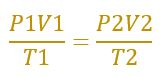 P1V1/T1 = P2V2/T2